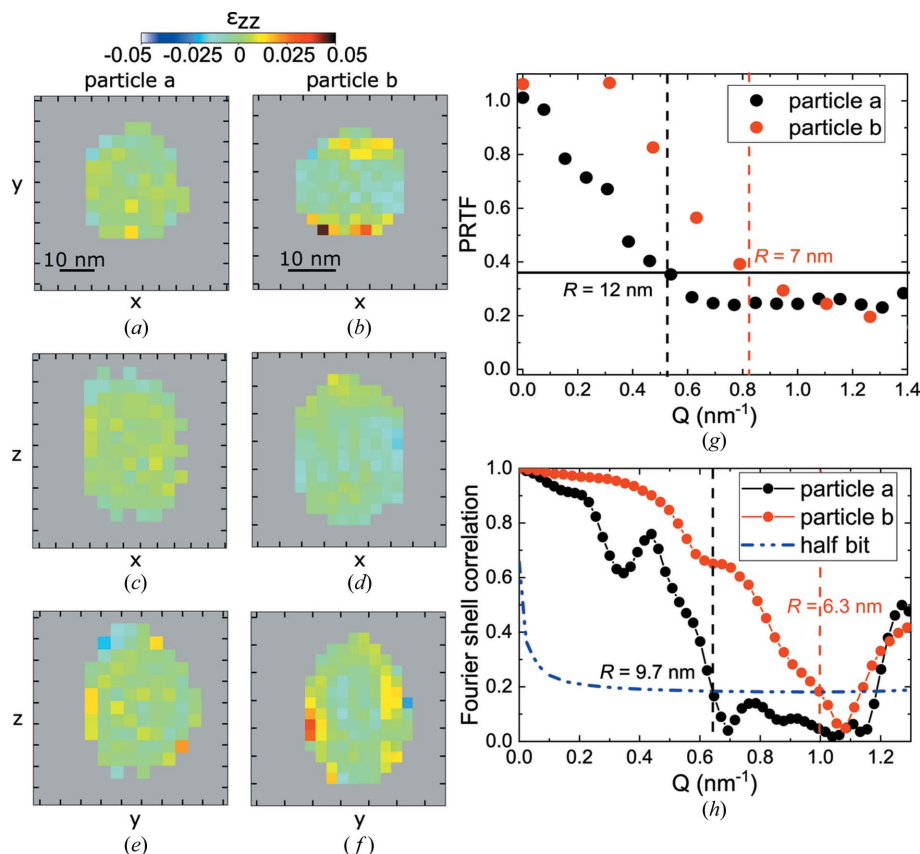 εzz
-0.05 -0.025 0 0.025 0.05
particle a particle b
y
10 nm 10 nm
x x
(a) (b)
z
x x
(c) (d)
z
y y
(e) (f)
PRTF
1.0
0.8
0.6
0.4
0.2
0.0
particle a
particle b
R = 7 nm
R = 12 nm
0.0 0.2 0.4 0.6 0.8 1.0 1.2 1.4
Q (nm⁻¹)
(g)
Fourier shell correlation
1.0
0.8
0.6
0.4
0.2
0.0
particle a
particle b
half bit
R = 6.3 nm
R = 9.7 nm
0.0 0.2 0.4 0.6 0.8 1.0 1.2
Q (nm⁻¹)
(h)